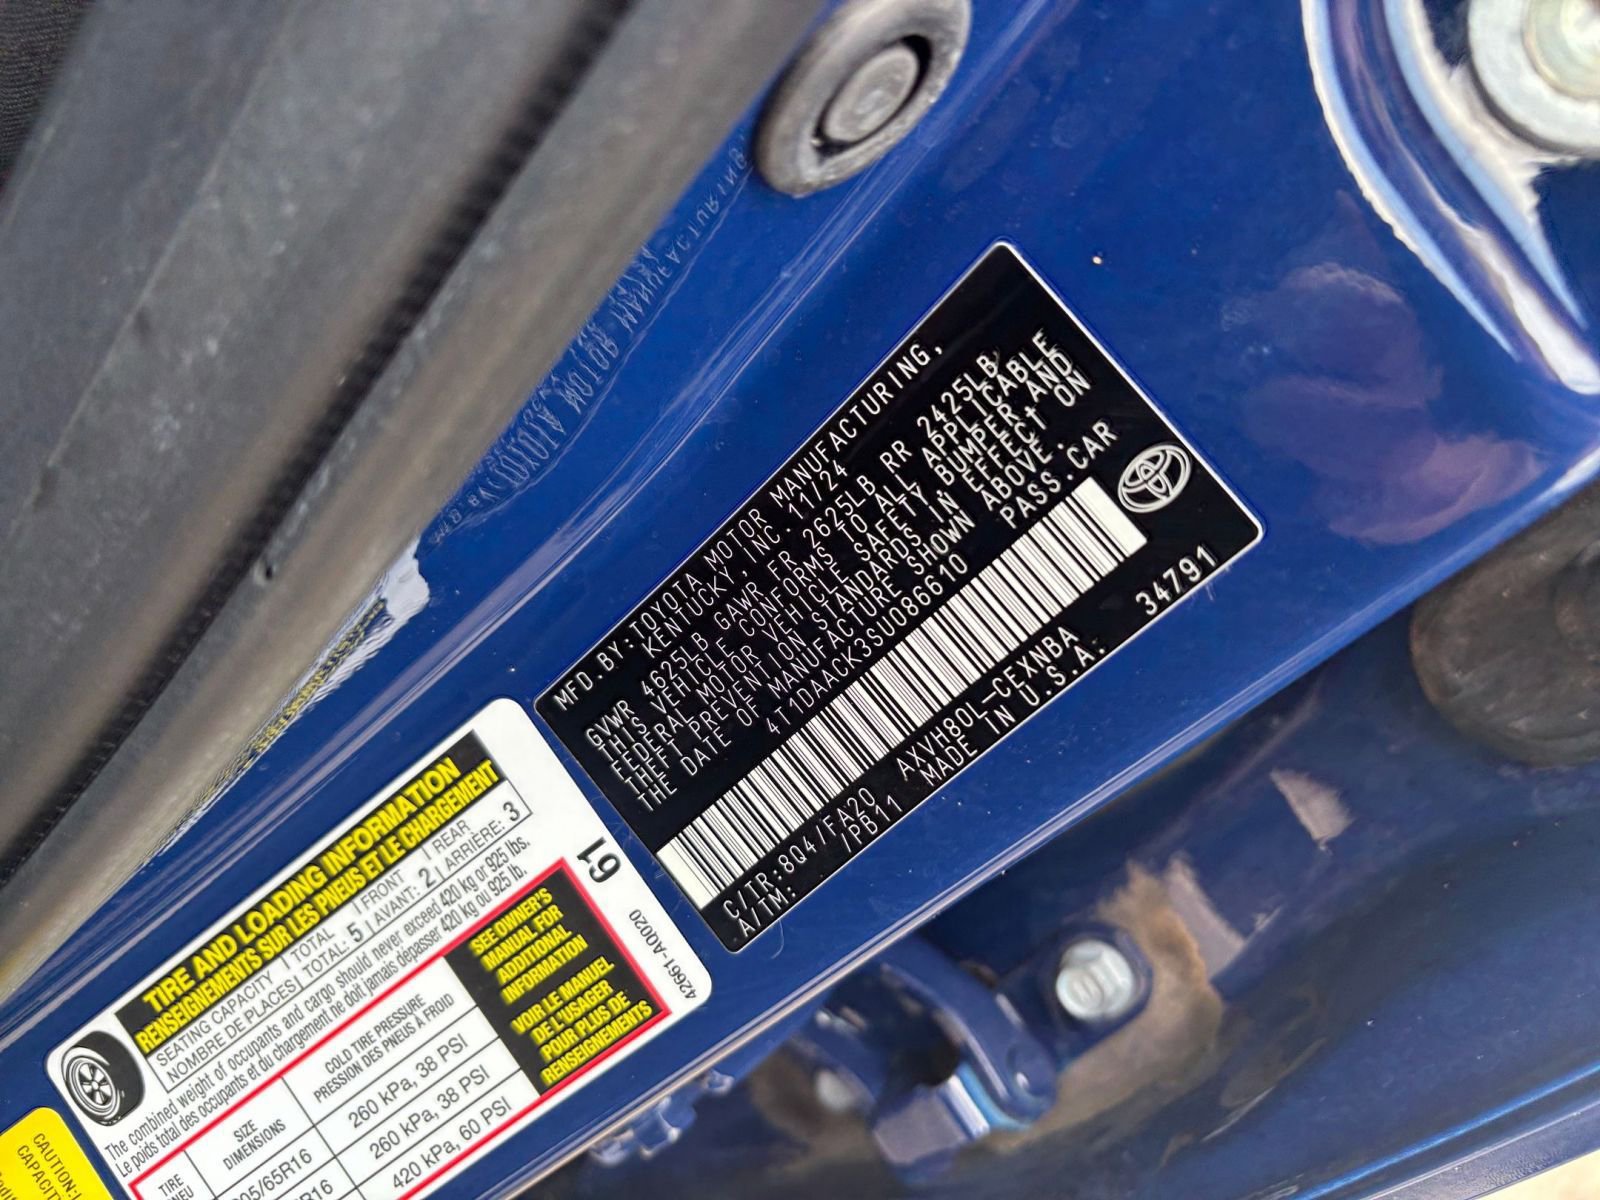 MFD.BY:TOYOTA MOTOR MANUFACTURING,
KENTUCKY,INC. 11/24
GVWR 4625LB GAWR FR 2625LB RR 2425LB
THIS VEHICLE CONFORMS TO ALL APPLICABLE
FEDERAL MOTOR VEHICLE SAFETY,BUMPER,AND
THEFT PREVENTION STANDARDS IN EFFECT ON
THE DATE OF MANUFACTURE SHOWN ABOVE.
4T1DAACK3SU086610 PASS.CAR
C/TR:8Q4/FA20 AXVH80L-CEXNBA 34791
A/TM: /PB11 MADE IN U.S.A.
TIRE AND LOADING INFORMATION
RENSEIGNEMENTS SUR LES PNEUS ET LE CHARGEMENT
SEATING CAPACITY TOTAL FRONT REAR
NOMBRE DE PLACES TOTAL: 5 AVANT: 2 ARRIÈRE: 3
The combined weight of occupants and cargo should never exceed 420 kg or 925 lbs.
Le poids total des occupants et du chargement ne doit jamais dépasser 420 kg ou 925 lb.
TIRE SIZE COLD TIRE PRESSURE
DIMENSIONS PRESSION DES PNEUS À FROID
/65R16 260 kPa, 38 PSI
R16 260 kPa, 38 PSI
420 kPa, 60 PSI
SEE OWNER'S
MANUAL FOR
ADDITIONAL
INFORMATION
VOIR LE MANUEL
DE L'USAGER
POUR PLUS DE
RENSEIGNEMENTS
61
42661-AQ020
CAUTION: